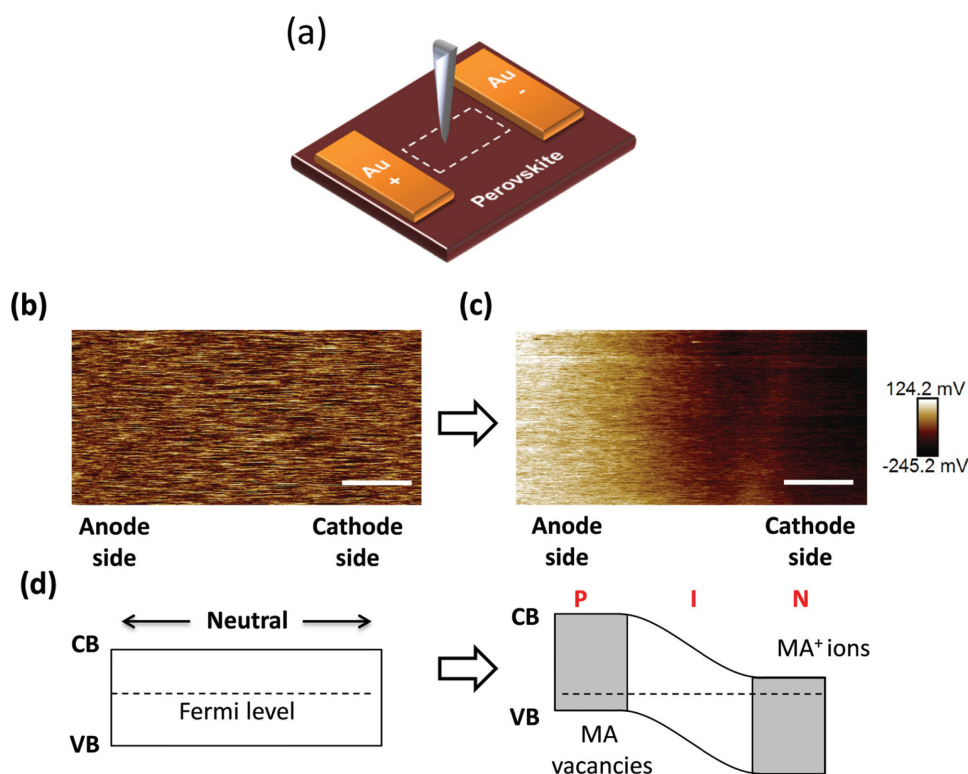 (a)
Au
-
Au
+
Perovskite
(b)
(c)
124.2 mV
-245.2 mV
Anode
side
Cathode
side
Anode
side
Cathode
side
(d)
P
I
N
Neutral
CB
CB
MA⁺ ions
Fermi level
VB
VB
MA
vacancies